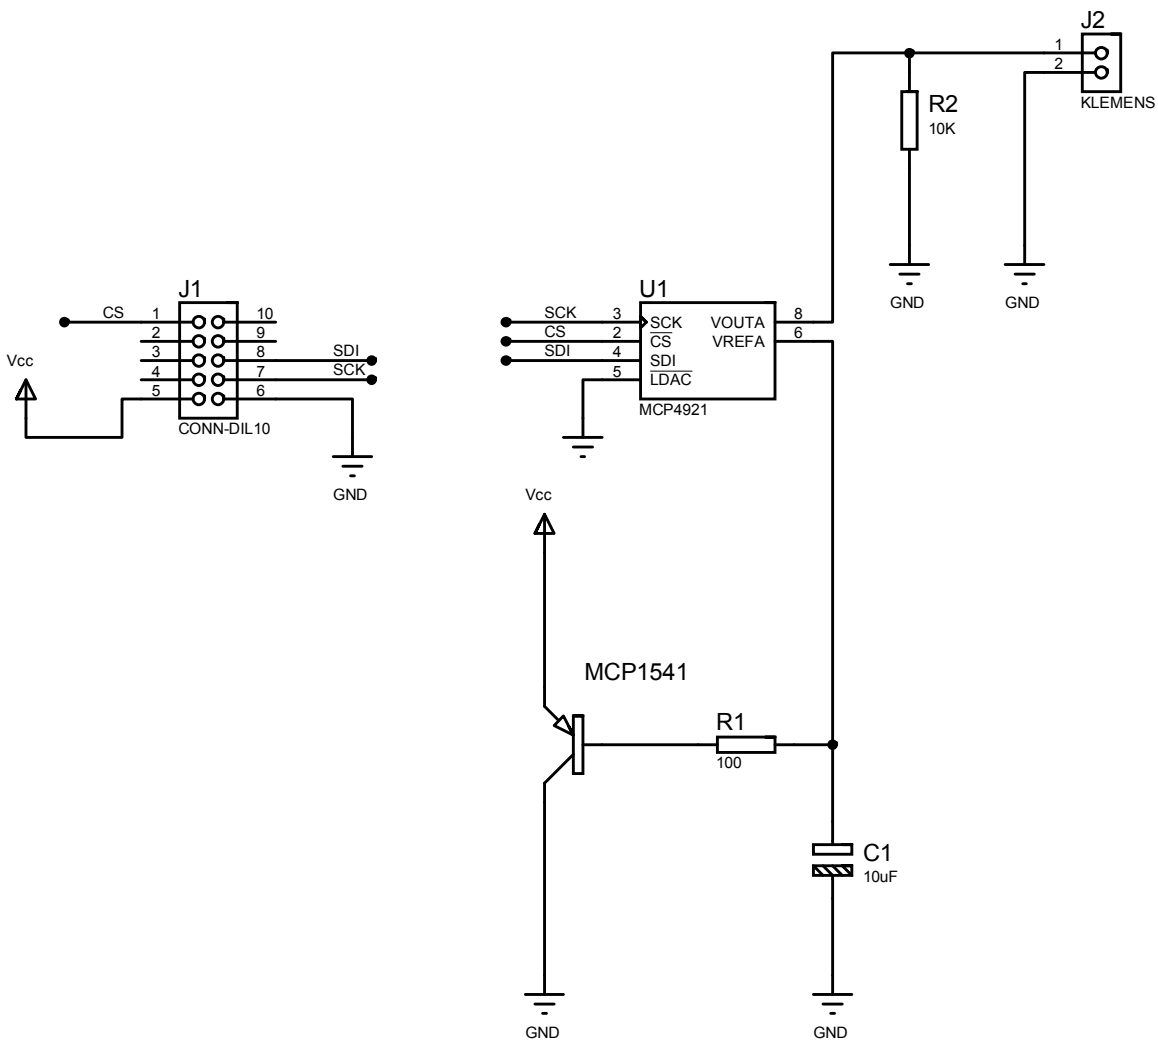 J2
1
2
KLEMENS
R2
10K
GND
GND
J1
CS
1
10
2
9
3
8
SDI
4
7
SCK
5
6
CONN-DIL10
Vcc
GND
U1
SCK
3
SCK
VOUTA
8
CS
2
CS
VREFA
6
SDI
4
SDI
5
LDAC
MCP4921
Vcc
MCP1541
R1
100
C1
10uF
GND
GND